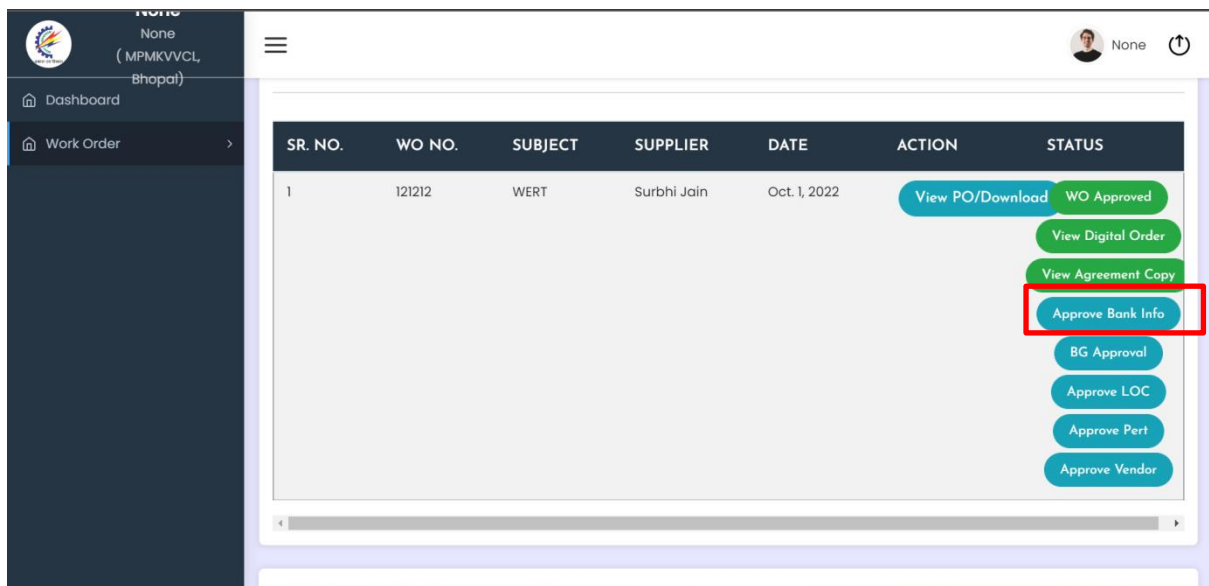 None
None
( MPMKVVCL,
Bhopal)
None
Dashboard
Work Order
SR. NO. WO NO. SUBJECT SUPPLIER DATE ACTION STATUS
1 121212 WERT Surbhi Jain Oct. 1, 2022 View PO/Download WO Approved
View Digital Order
View Agreement Copy
Approve Bank Info
BG Approval
Approve LOC
Approve Pert
Approve Vendor